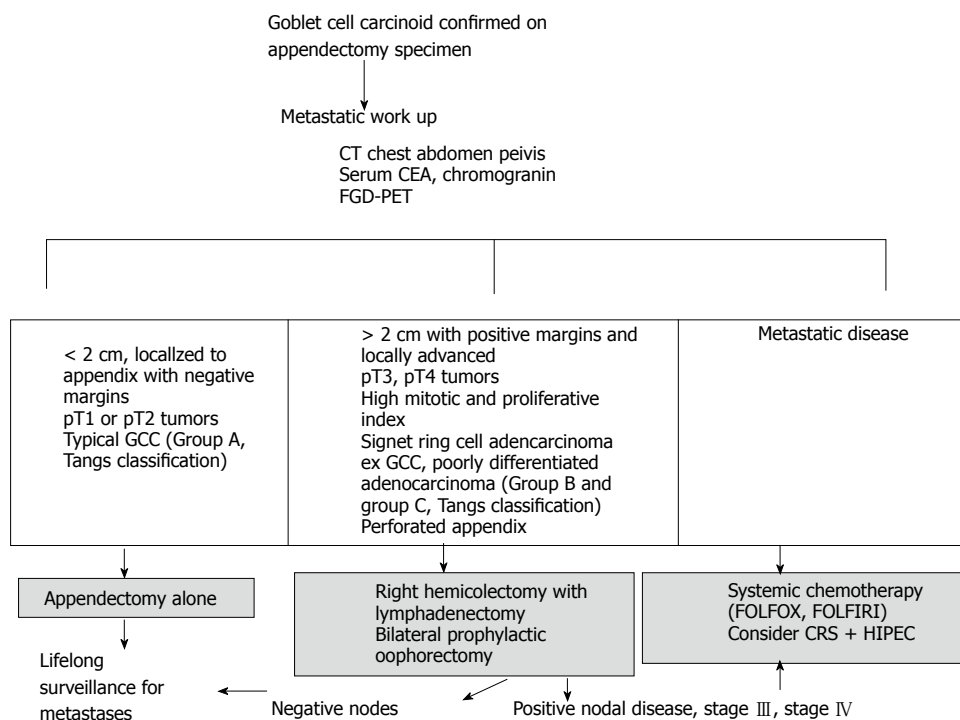 Goblet cell carcinoid confirmed on
appendectomy specimen
Metastatic work up
CT chest abdomen peivis
Serum CEA, chromogranin
FGD-PET
< 2 cm, locallzed to
appendix with negative
margins
pT1 or pT2 tumors
Typical GCC (Group A,
Tangs classification)
> 2 cm with positive margins and
locally advanced
pT3, pT4 tumors
High mitotic and proliferative
index
Signet ring cell adencarcinoma
ex GCC, poorly differentiated
adenocarcinoma (Group B and
group C, Tangs classification)
Perforated appendix
Metastatic disease
Appendectomy alone
Right hemicolectomy with
lymphadenectomy
Bilateral prophylactic
oophorectomy
Systemic chemotherapy
(FOLFOX, FOLFIRI)
Consider CRS + HIPEC
Lifelong
surveillance for
metastases
Negative nodes
Positive nodal disease, stage Ⅲ, stage Ⅳ